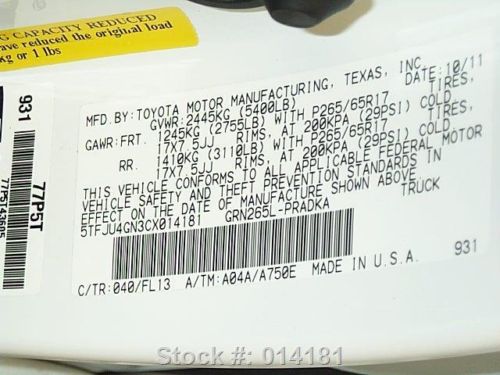 G CAPACITY REDUCED
ave reduced the original load
kg or 1 lbs
931
77P5T
77P5T43605
MFD.BY:TOYOTA MOTOR MANUFACTURING, TEXAS, INC. DATE:10/11
GVWR:2445KG (5400LB)
GAWR:FRT. 1245KG (2755LB) WITH P265/65R17 TIRES,
17X7.5JJ RIMS, AT 200KPA (29PSI) COLD
RR. 1410KG (3110LB) WITH P265/65R17 TIRES,
17X7.5JJ RIMS, AT 200KPA (29PSI) COLD
THIS VEHICLE CONFORMS TO ALL APPLICABLE FEDERAL MOTOR
VEHICLE SAFETY AND THEFT PREVENTION STANDARDS IN
EFFECT ON THE DATE OF MANUFACTURE SHOWN ABOVE.
5TFJU4GN3CX014181 GRN265L-PRADKA TRUCK
C/TR:040/FL13 A/TM:A04A/A750E MADE IN U.S.A. 931
Stock #: 014181